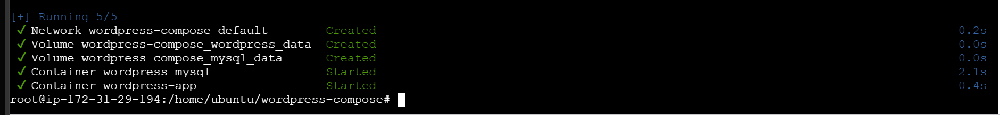 [+] Running 5/5
✔ Network wordpress-compose_default Created 0.2s
✔ Volume wordpress-compose_wordpress_data Created 0.0s
✔ Volume wordpress-compose_mysql_data Created 0.0s
✔ Container wordpress-mysql Started 2.1s
✔ Container wordpress-app Started 0.4s
root@ip-172-31-29-194:/home/ubuntu/wordpress-compose#